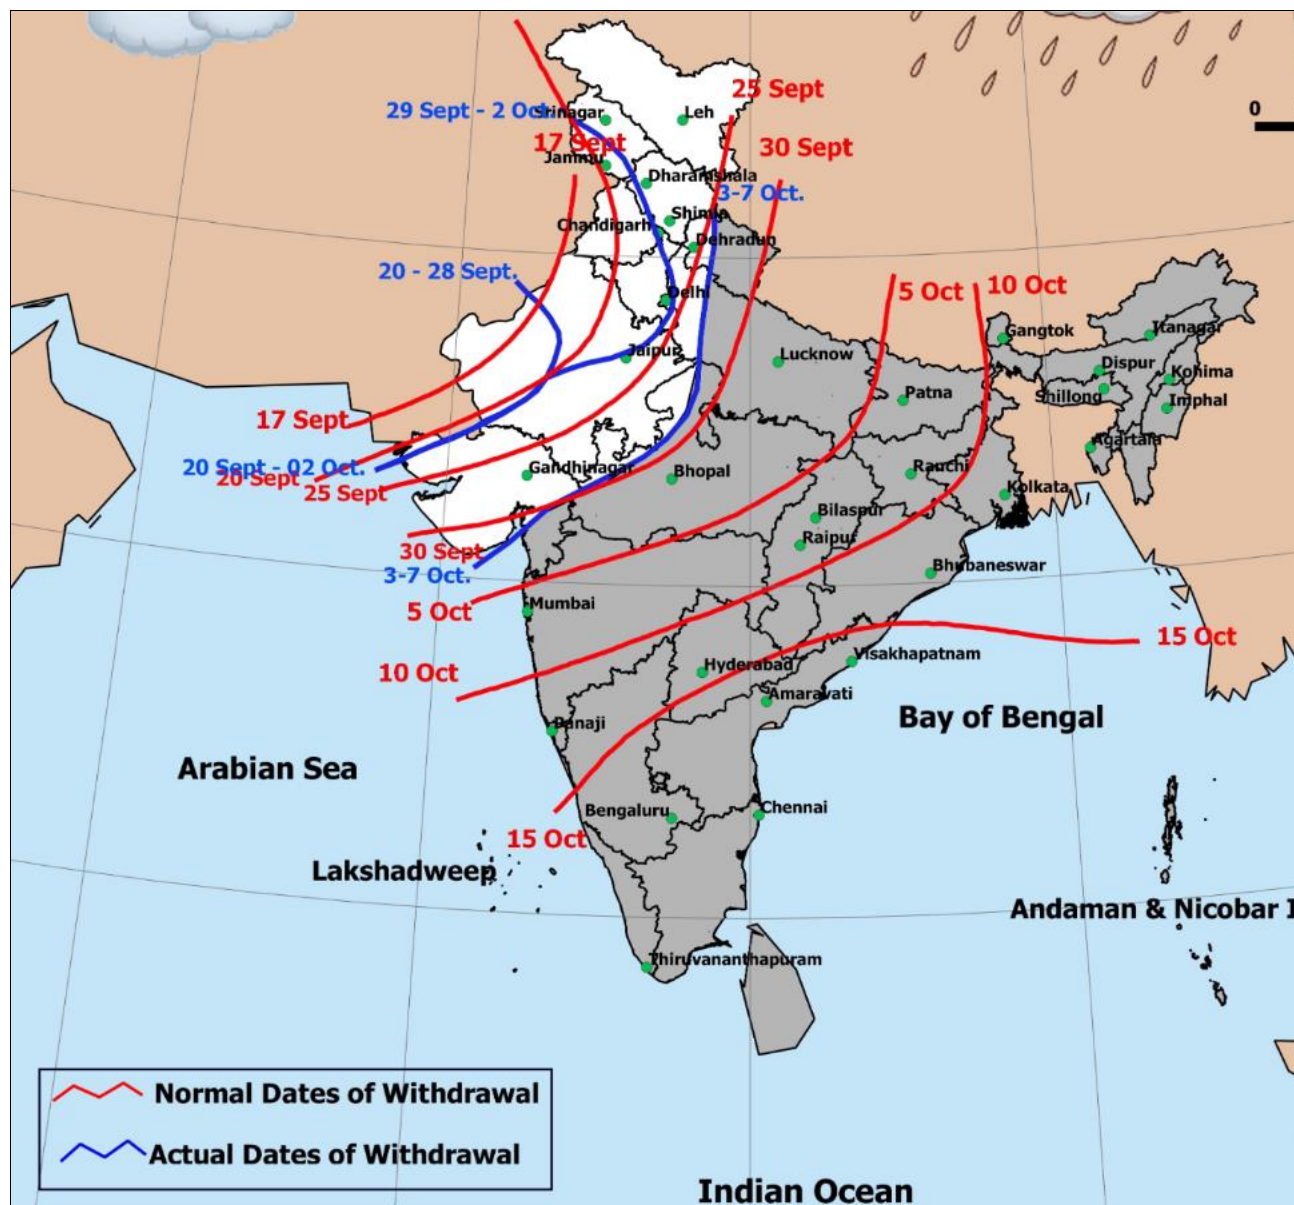 25 Sept
29 Sept - 2 Oct.
Srinagar
Leh
0
17 Sept
30 Sept
Jammu
Dharamshala
3-7 Oct.
Shimla
Chandigarh
Dehradun
20 - 28 Sept.
5 Oct
10 Oct
Delhi
Gangtok
Itanagar
Jaipur
Lucknow
Dispur
Kohima
Patna
Shillong
Imphal
17 Sept
Agartala
20 Sept - 02 Oct.
20 Sept
Gandhinagar
Bhopal
Ranchi
25 Sept
Kolkata
Bilaspur
30 Sept
Raipur
3-7 Oct.
Bhubaneswar
5 Oct
Mumbai
15 Oct
10 Oct
Hyderabad
Visakhapatnam
Amaravati
Panaji
Bay of Bengal
Arabian Sea
Bengaluru
Chennai
15 Oct
Lakshadweep
Andaman & Nicobar I
Thiruvananthapuram
Normal Dates of Withdrawal
Actual Dates of Withdrawal
Indian Ocean